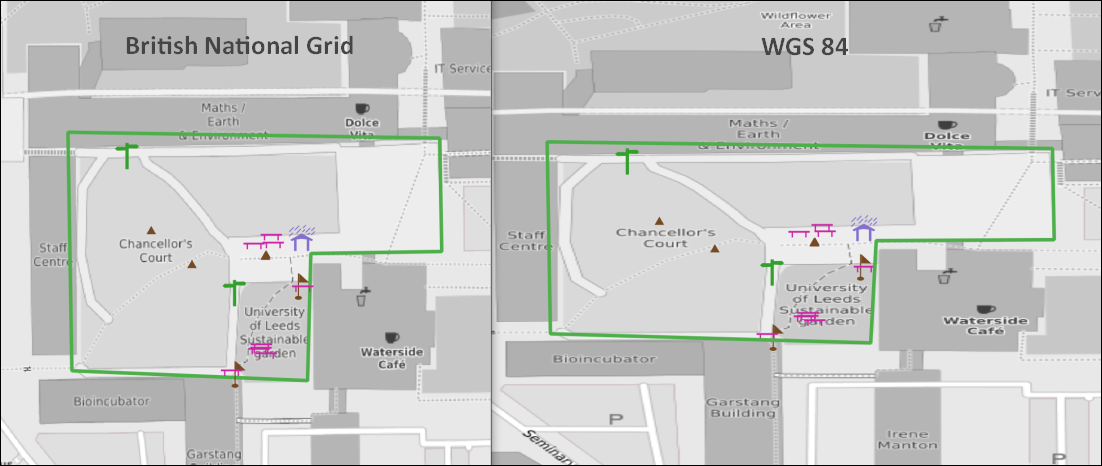 British National Grid
IT Service
Maths /
Earth
& Environment
Dolce
Vita
Staff
Centre
Chancellor's
Court
University
of Leeds
Sustainable
garden
Waterside
Café
Bioincubator
Garstang
Wildflower
Area
WGS 84
IT Serv
Maths /
Earth
& Environment
Dolce
Vita
Staff
Centre
Chancellor's
Court
University
of Leeds
Sustainable
garden
Waterside
Café
Bioincubator
Garstang
Building
P
Irene
Manton
Seminar
P